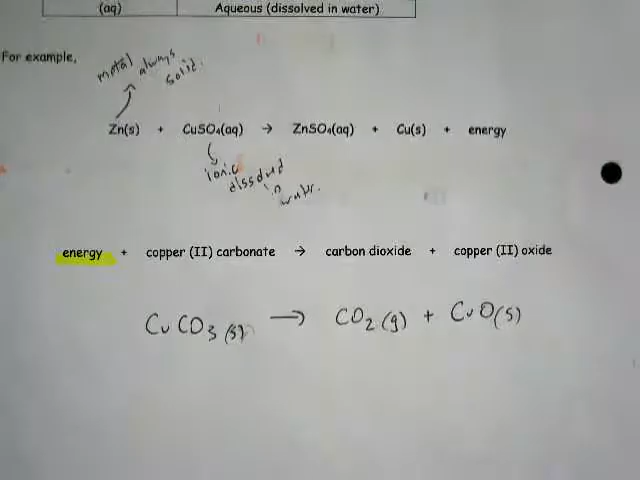 (aq) Aqueous (dissolved in water)
For example,
metal always solid.
Zn(s) + CuSO₄(aq) → ZnSO₄(aq) + Cu(s) + energy
ionic dissolved in water.
energy + copper (II) carbonate → carbon dioxide + copper (II) oxide
CuCO₃(s) → CO₂(g) + CuO(s)